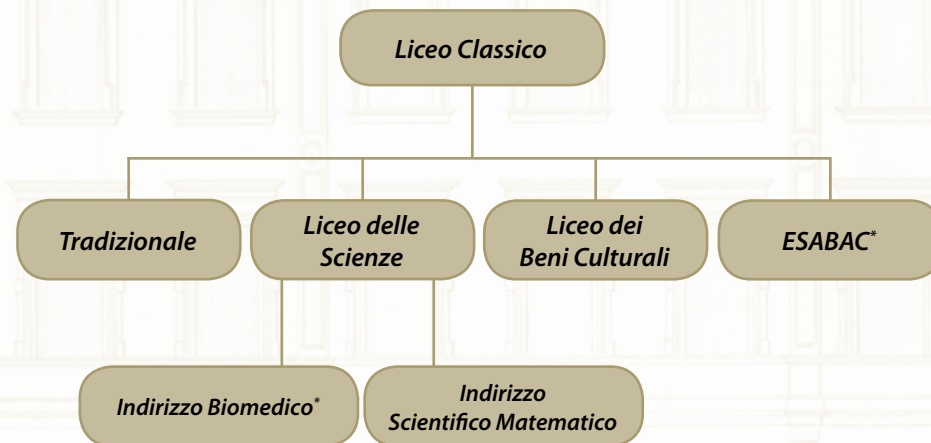 Liceo Classico
Tradizionale
Liceo delle
Scienze
Liceo dei
Beni Culturali
ESABAC*
Indirizzo Biomedico*
Indirizzo
Scientifico Matematico